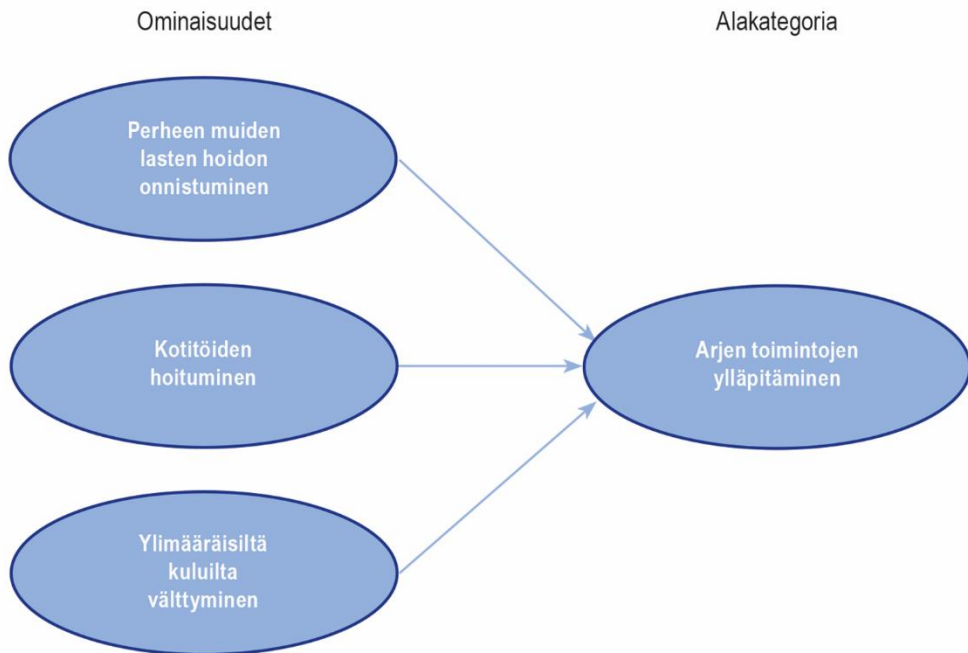 Ominaisuudet
Alakategoria
Perheen muiden
lasten hoidon
onnistuminen
Kotitöiden
hoituminen
Ylimääräisiltä
kuluilta
välttyminen
Arjen toimintojen
ylläpitäminen